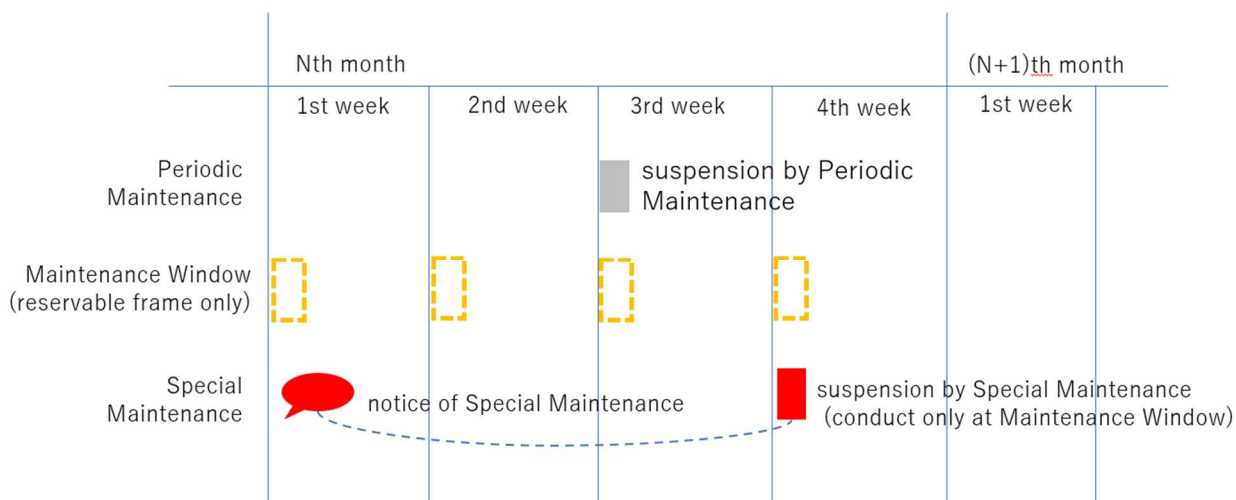 Nth month
(N+1)th month
1st week
2nd week
3rd week
4th week
1st week
Periodic
Maintenance
suspension by Periodic
Maintenance
Maintenance Window
(reservable frame only)
Special
Maintenance
notice of Special Maintenance
suspension by Special Maintenance
(conduct only at Maintenance Window)